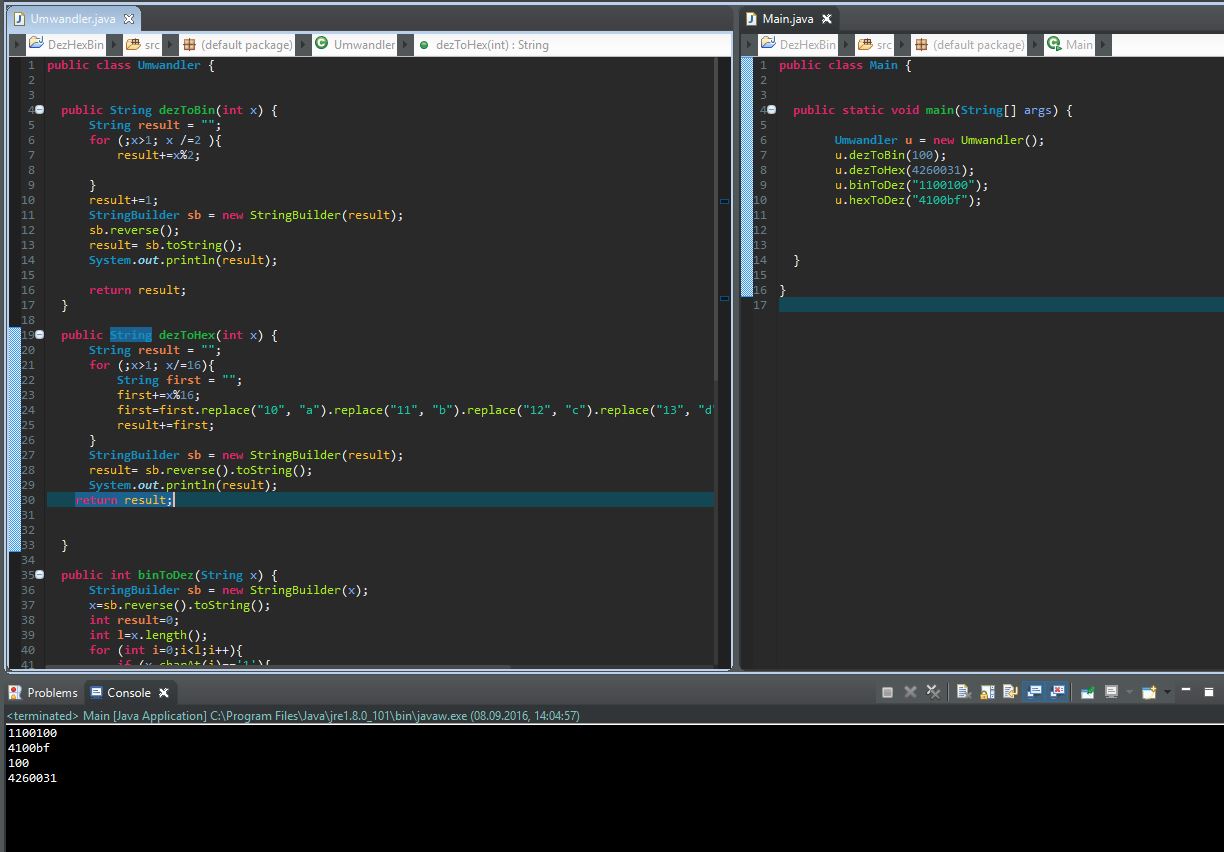 Umwandler.java
DezHexBin src (default package) Umwandler dezToHex(int) : String
1 public class Umwandler {
2
3
4 public String dezToBin(int x) {
5 String result = "";
6 for (;x>1; x /=2 ){
7 result+=x%2;
8
9 }
10 result+=1;
11 StringBuilder sb = new StringBuilder(result);
12 sb.reverse();
13 result= sb.toString();
14 System.out.println(result);
15
16 return result;
17 }
18
19 public String dezToHex(int x) {
20 String result = "";
21 for (;x>1; x/=16){
22 String first = "";
23 first+=x%16;
24 first=first.replace("10", "a").replace("11", "b").replace("12", "c").replace("13", "d"
25 result+=first;
26 }
27 StringBuilder sb = new StringBuilder(result);
28 result= sb.reverse().toString();
29 System.out.println(result);
30 return result;
31
32
33 }
34
35 public int binToDez(String x) {
36 StringBuilder sb = new StringBuilder(x);
37 x=sb.reverse().toString();
38 int result=0;
39 int l=x.length();
40 for (int i=0;i<l;i++){
41 if (x.charAt(i)=='1'){
Main.java
DezHexBin src (default package) Main
1 public class Main {
2
3
4 public static void main(String[] args) {
5
6 Umwandler u = new Umwandler();
7 u.dezToBin(100);
8 u.dezToHex(4260031);
9 u.binToDez("1100100");
10 u.hexToDez("4100bf");
11
12
13
14 }
15
16 }
17
Problems Console
<terminated> Main [Java Application] C:\Program Files\Java\jre1.8.0_101\bin\javaw.exe (08.09.2016, 14:04:57)
1100100
4100bf
100
4260031